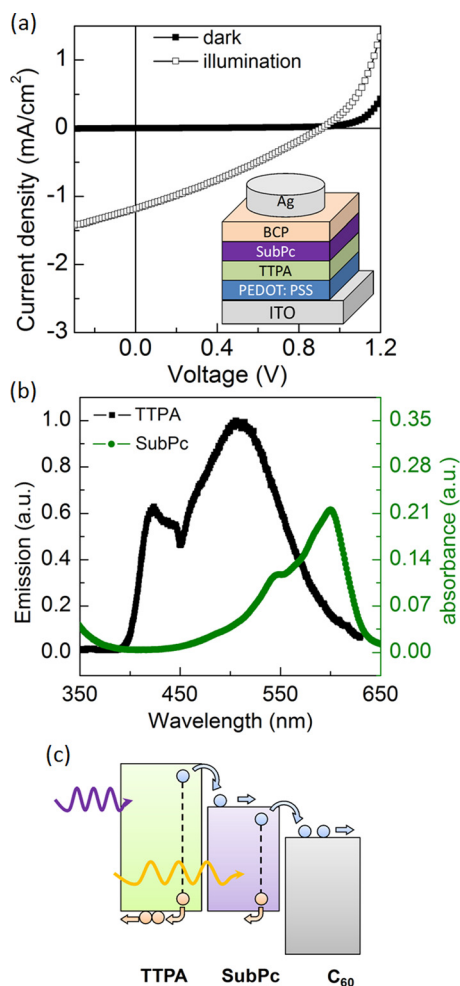 (a)
dark
illumination
Current density (mA/cm²)
1
0
-1
-2
-3
0.0 0.4 0.8 1.2
Voltage (V)
Ag
BCP
SubPc
TTPA
PEDOT: PSS
ITO
(b)
TTPA
SubPc
Emission (a.u.)
1.0
0.8
0.6
0.4
0.2
0.0
0.35
0.28
0.21
0.14
0.07
0.00
absorbance (a.u.)
350 450 550 650
Wavelength (nm)
(c)
TTPA SubPc C₆₀